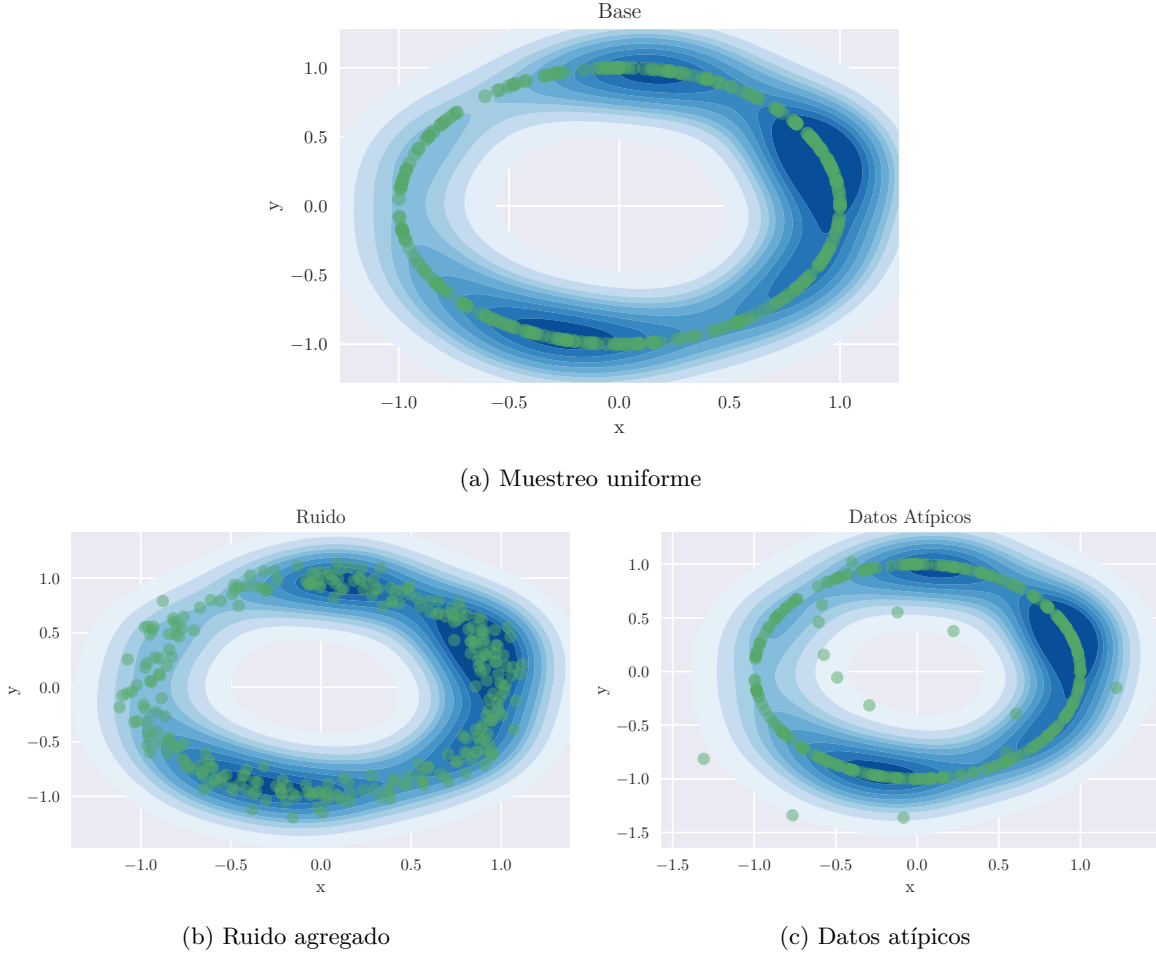 Base
1.0
0.5
0.0
−0.5
−1.0
y
−1.0 −0.5 0.0 0.5 1.0
x
(a) Muestreo uniforme
Ruido
1.0
0.5
0.0
−0.5
−1.0
y
−1.0 −0.5 0.0 0.5 1.0
x
(b) Ruido agregado
Datos Atípicos
1.0
0.5
0.0
−0.5
−1.0
−1.5
y
−1.5 −1.0 −0.5 0.0 0.5 1.0
x
(c) Datos atípicos